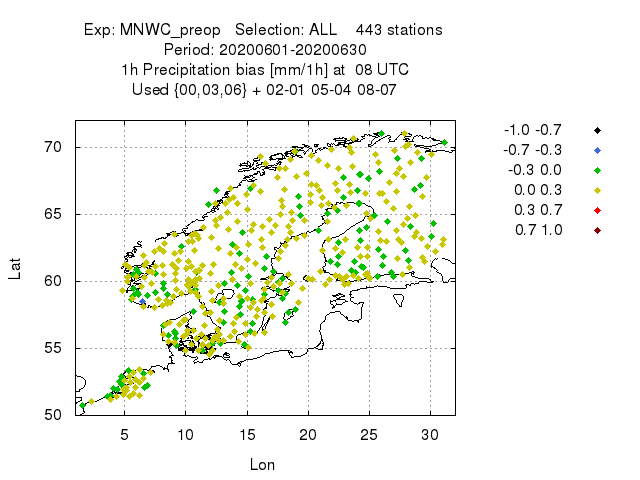 Exp: MNWC_preop   Selection: ALL    443 stations
Period: 20200601-20200630
1h Precipitation bias [mm/1h] at  08 UTC
Used {00,03,06} + 02-01 05-04 08-07
-1.0 -0.7
-0.7 -0.3
-0.3 0.0
0.0 0.3
0.3 0.7
0.7 1.0
Lat
70
65
60
55
50
5 10 15 20 25 30
Lon